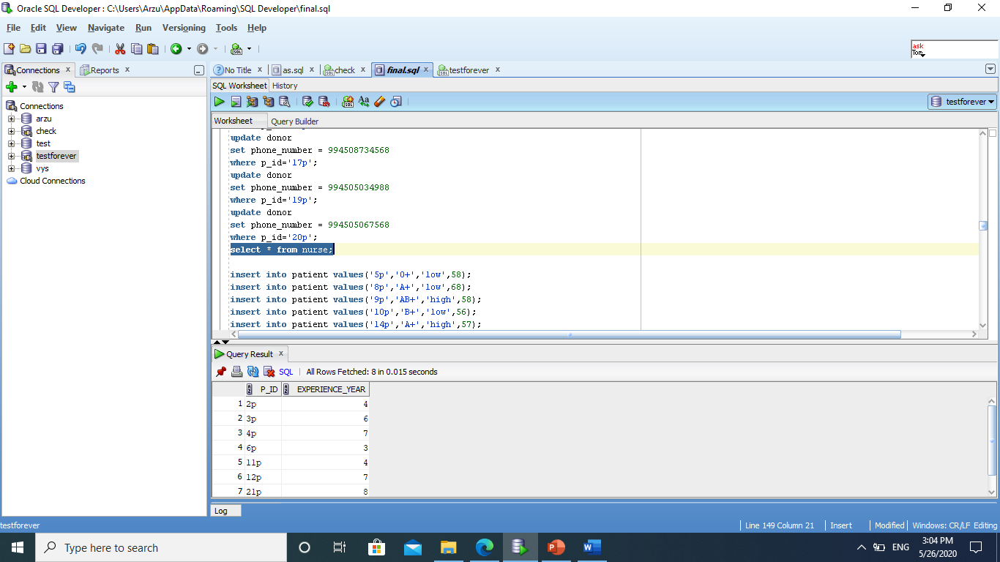 Oracle SQL Developer : C:\Users\Arzu\AppData\Roaming\SQL Developer\final.sql
File Edit View Navigate Run Versioning Tools Help
ask
Tom
Connections Reports
Connections
arzu
check
test
testforever
vys
Cloud Connections
No Title as.sql check final.sql testforever
SQL Worksheet History
testforever
Worksheet Query Builder
update donor
set phone_number = 994508734568
where p_id='17p';
update donor
set phone_number = 994505034988
where p_id='19p';
update donor
set phone_number = 994505067568
where p_id='20p';
select * from nurse;
insert into patient values('5p','O+','low',58);
insert into patient values('8p','A+','low',68);
insert into patient values('9p','AB+','high',58);
insert into patient values('10p','B+','low',56);
insert into patient values('14p','A+','high',57);
Query Result
SQL | All Rows Fetched: 8 in 0.015 seconds
P_ID EXPERIENCE_YEAR
1 2p 4
2 3p 6
3 4p 7
4 6p 3
5 11p 4
6 12p 7
7 21p 8
Log
testforever
Line 149 Column 21 | Insert | Modified | Windows: CR/LF Editing
Type here to search
ENG
3:04 PM
5/26/2020